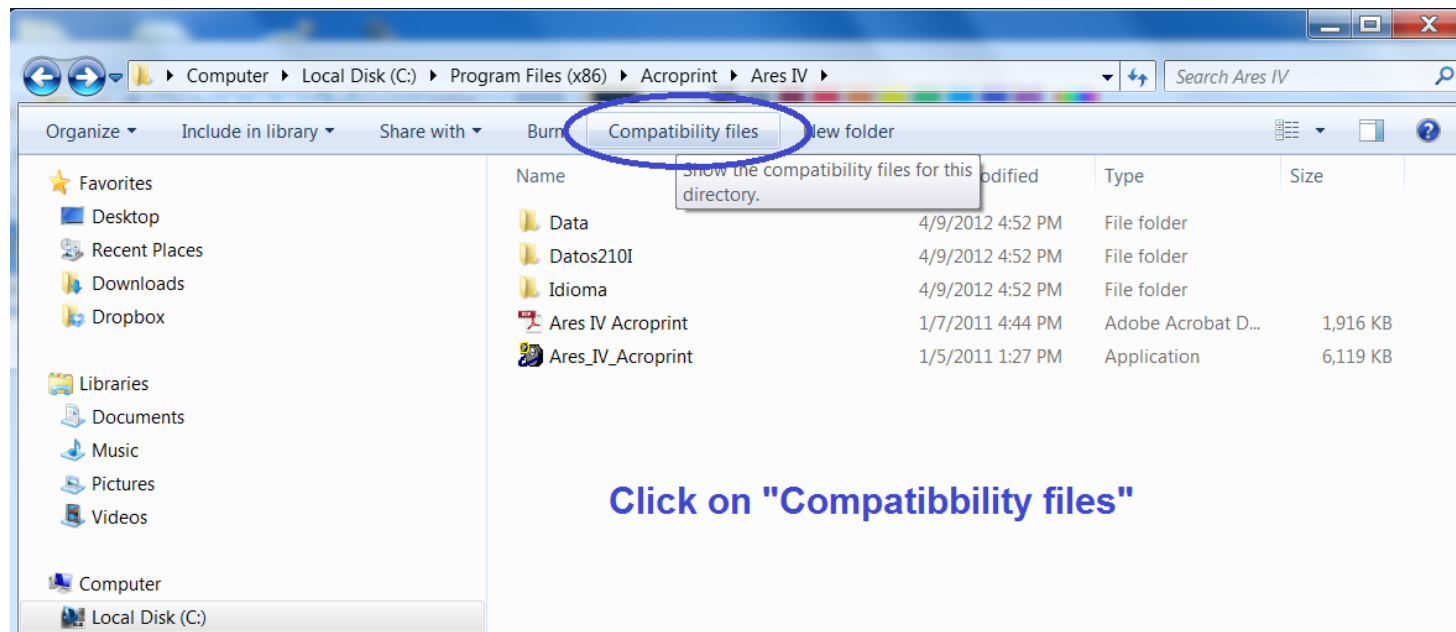 Computer Local Disk (C:) Program Files (x86) Acroprint Ares IV Search Ares IV
Organize Include in library Share with Burn Compatibility files New folder
Show the compatibility files for this directory.
Name Type Size
Favorites
Desktop
Recent Places
Downloads
Dropbox
Libraries
Documents
Music
Pictures
Videos
Computer
Local Disk (C:)
Data 4/9/2012 4:52 PM File folder
Datos210I 4/9/2012 4:52 PM File folder
Idioma 4/9/2012 4:52 PM File folder
Ares IV Acroprint 1/7/2011 4:44 PM Adobe Acrobat D... 1,916 KB
Ares_IV_Acroprint 1/5/2011 1:27 PM Application 6,119 KB
Click on "Compatibbility files"